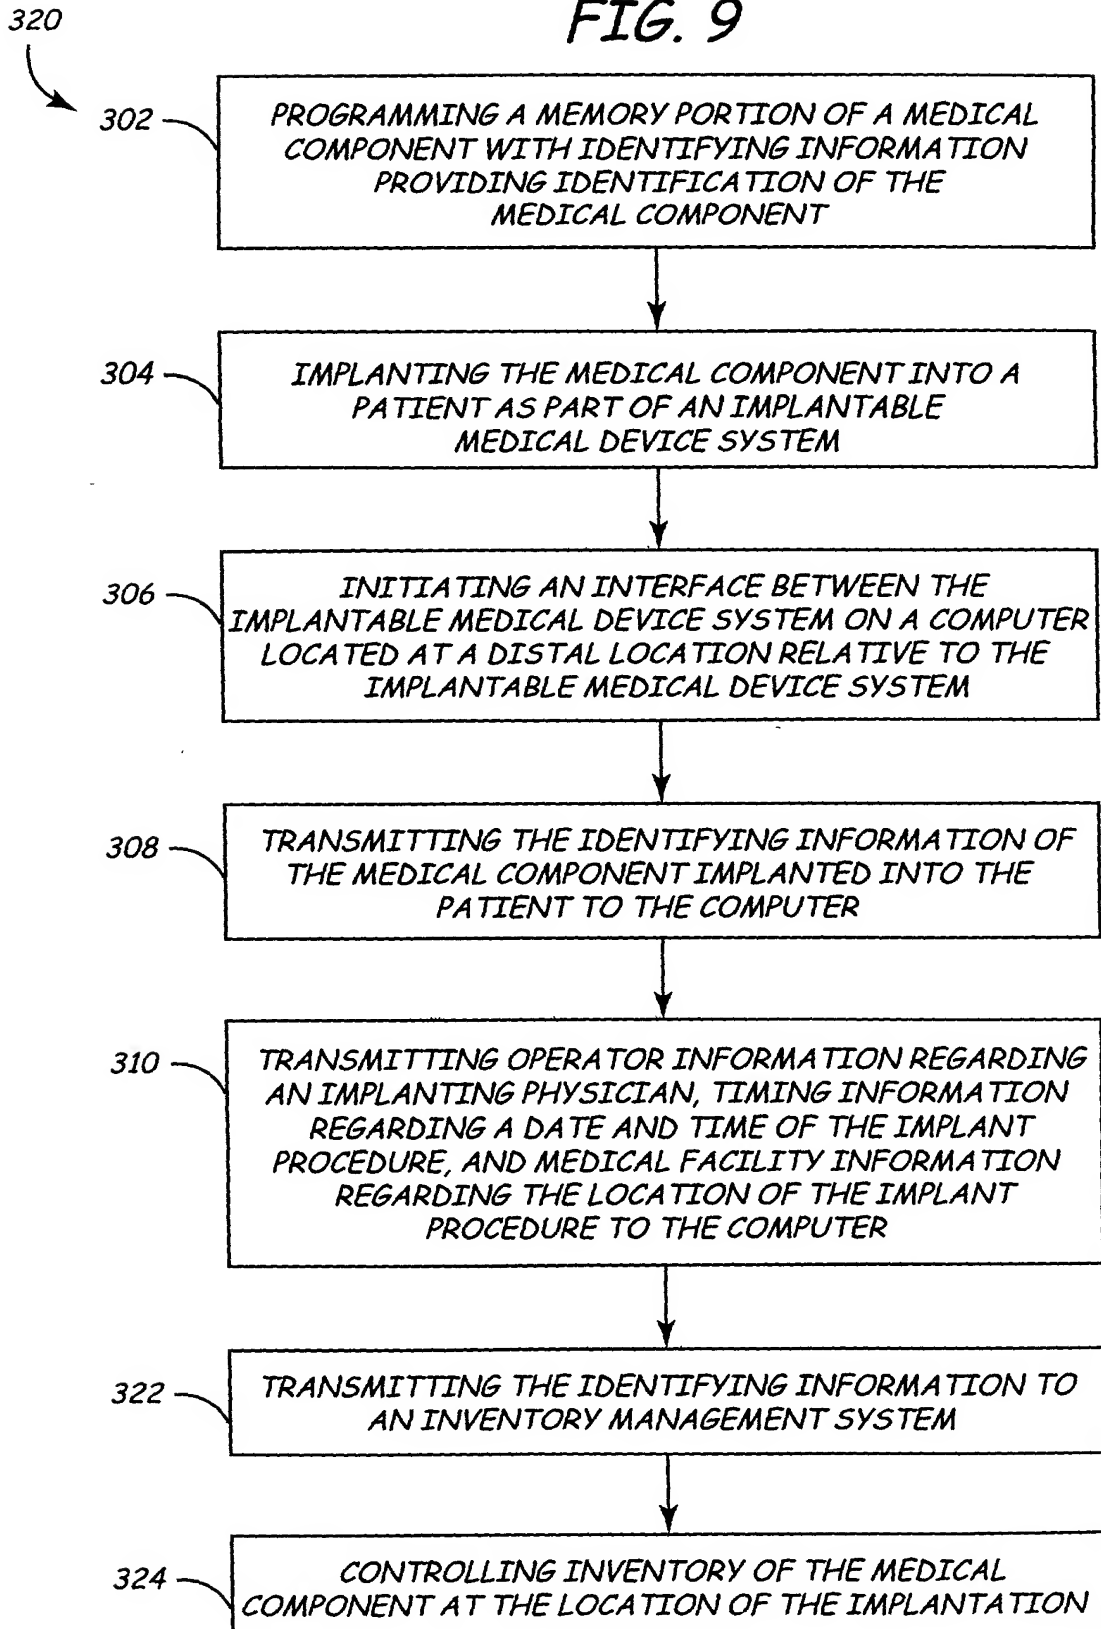 FIG. 9
320
302
PROGRAMMING A MEMORY PORTION OF A MEDICAL
COMPONENT WITH IDENTIFYING INFORMATION
PROVIDING IDENTIFICATION OF THE
MEDICAL COMPONENT
304
IMPLANTING THE MEDICAL COMPONENT INTO A
PATIENT AS PART OF AN IMPLANTABLE
MEDICAL DEVICE SYSTEM
306
INITIATING AN INTERFACE BETWEEN THE
IMPLANTABLE MEDICAL DEVICE SYSTEM ON A COMPUTER
LOCATED AT A DISTAL LOCATION RELATIVE TO THE
IMPLANTABLE MEDICAL DEVICE SYSTEM
308
TRANSMITTING THE IDENTIFYING INFORMATION OF
THE MEDICAL COMPONENT IMPLANTED INTO THE
PATIENT TO THE COMPUTER
310
TRANSMITTING OPERATOR INFORMATION REGARDING
AN IMPLANTING PHYSICIAN, TIMING INFORMATION
REGARDING A DATE AND TIME OF THE IMPLANT
PROCEDURE, AND MEDICAL FACILITY INFORMATION
REGARDING THE LOCATION OF THE IMPLANT
PROCEDURE TO THE COMPUTER
322
TRANSMITTING THE IDENTIFYING INFORMATION TO
AN INVENTORY MANAGEMENT SYSTEM
324
CONTROLLING INVENTORY OF THE MEDICAL
COMPONENT AT THE LOCATION OF THE IMPLANTATION